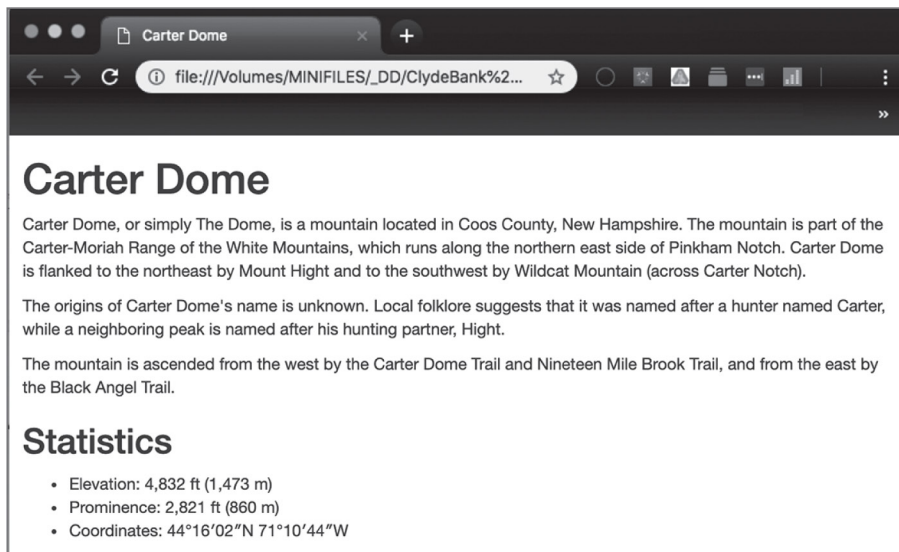 Carter Dome
file:///Volumes/MINIFILES/_DD/ClydeBank%2...
Carter Dome
Carter Dome, or simply The Dome, is a mountain located in Coos County, New Hampshire. The mountain is part of the
Carter-Moriah Range of the White Mountains, which runs along the northern east side of Pinkham Notch. Carter Dome
is flanked to the northeast by Mount Hight and to the southwest by Wildcat Mountain (across Carter Notch).
The origins of Carter Dome's name is unknown. Local folklore suggests that it was named after a hunter named Carter,
while a neighboring peak is named after his hunting partner, Hight.
The mountain is ascended from the west by the Carter Dome Trail and Nineteen Mile Brook Trail, and from the east by
the Black Angel Trail.
Statistics
• Elevation: 4,832 ft (1,473 m)
• Prominence: 2,821 ft (860 m)
• Coordinates: 44°16′02″N 71°10′44″W